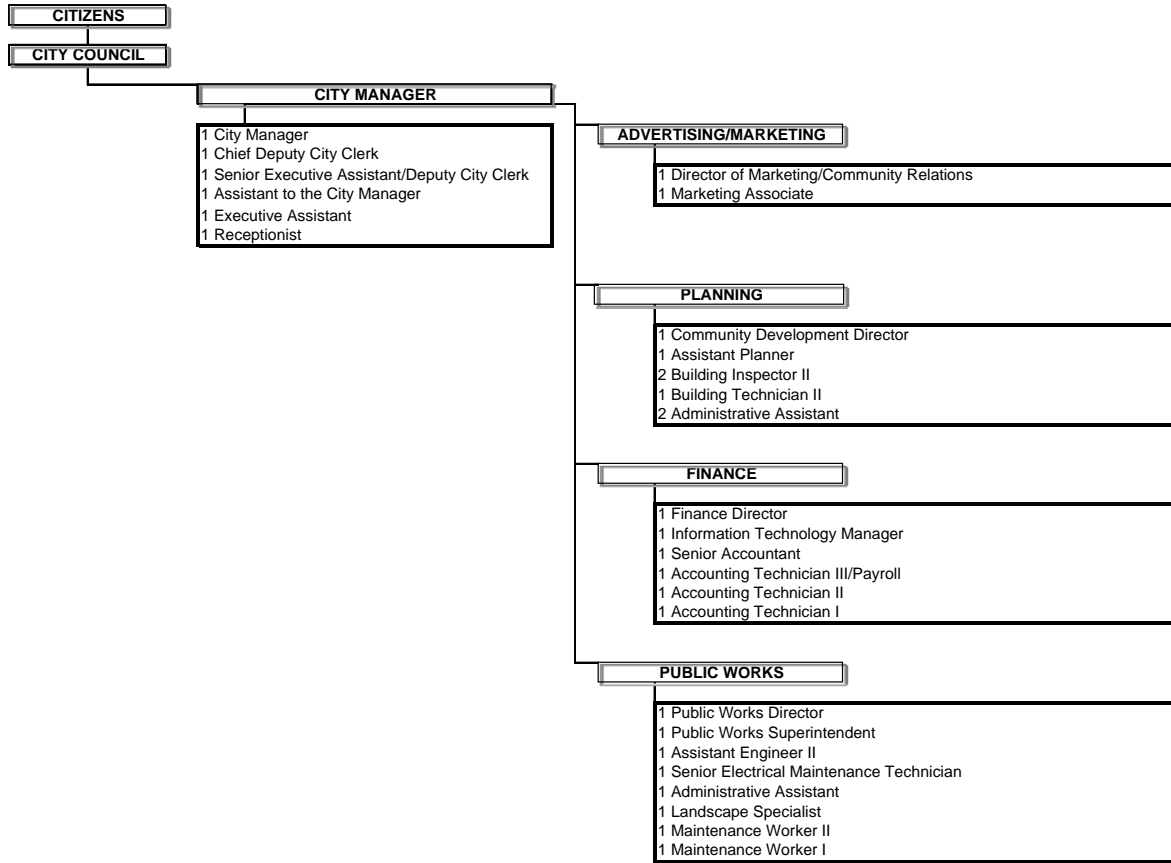 CITIZENS
CITY COUNCIL
CITY MANAGER
1 City Manager
1 Chief Deputy City Clerk
1 Senior Executive Assistant/Deputy City Clerk
1 Assistant to the City Manager
1 Executive Assistant
1 Receptionist
ADVERTISING/MARKETING
1 Director of Marketing/Community Relations
1 Marketing Associate
PLANNING
1 Community Development Director
1 Assistant Planner
2 Building Inspector II
1 Building Technician II
2 Administrative Assistant
FINANCE
1 Finance Director
1 Information Technology Manager
1 Senior Accountant
1 Accounting Technician III/Payroll
1 Accounting Technician II
1 Accounting Technician I
PUBLIC WORKS
1 Public Works Director
1 Public Works Superintendent
1 Assistant Engineer II
1 Senior Electrical Maintenance Technician
1 Administrative Assistant
1 Landscape Specialist
1 Maintenance Worker II
1 Maintenance Worker I